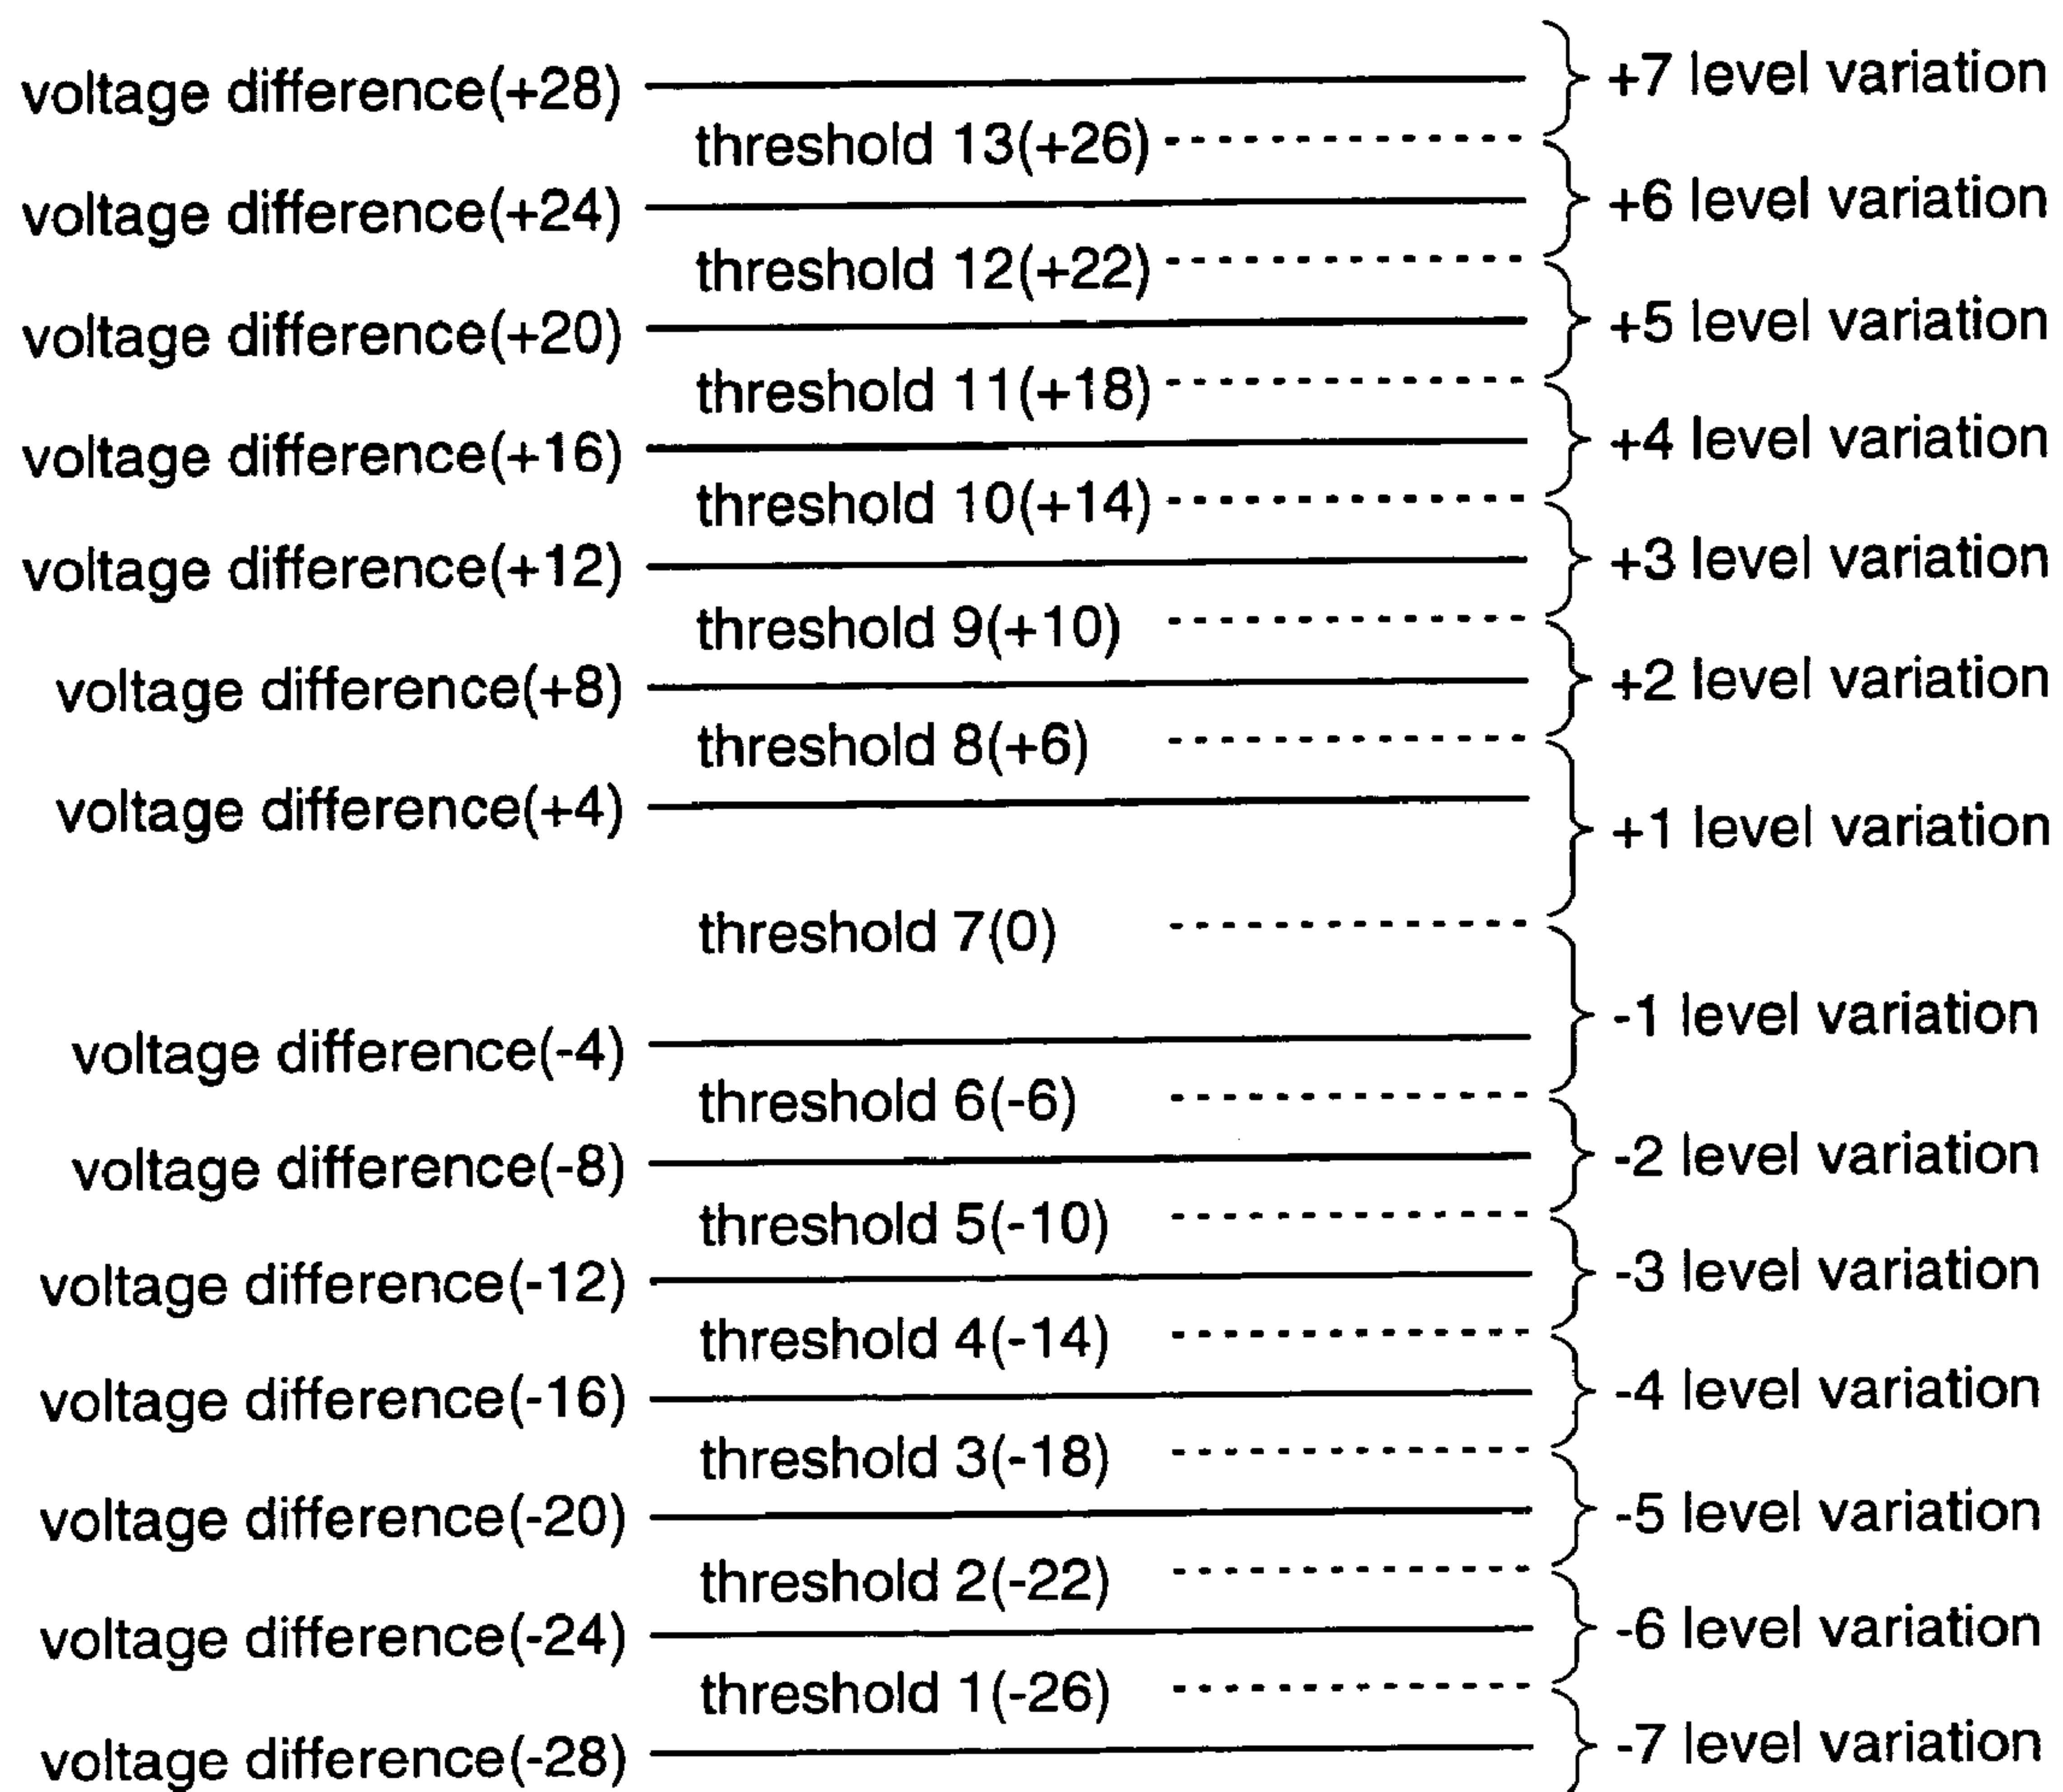 voltage difference(+28) +7 level variation
threshold 13(+26)
voltage difference(+24) +6 level variation
threshold 12(+22)
voltage difference(+20) +5 level variation
threshold 11(+18)
voltage difference(+16) +4 level variation
threshold 10(+14)
voltage difference(+12) +3 level variation
threshold 9(+10)
voltage difference(+8) +2 level variation
threshold 8(+6)
voltage difference(+4) +1 level variation
threshold 7(0)
-1 level variation
voltage difference(-4)
threshold 6(-6)
voltage difference(-8) -2 level variation
threshold 5(-10)
voltage difference(-12) -3 level variation
threshold 4(-14)
voltage difference(-16) -4 level variation
threshold 3(-18)
voltage difference(-20) -5 level variation
threshold 2(-22)
voltage difference(-24) -6 level variation
threshold 1(-26)
voltage difference(-28) -7 level variation